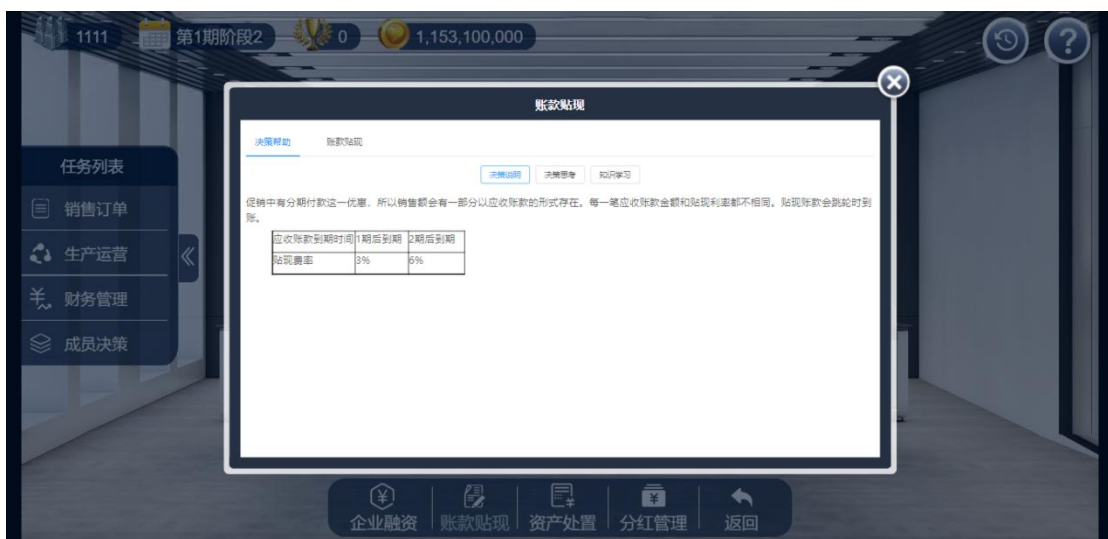 1111
第1期阶段2
0
1,153,100,000
?
账款贴现
任务列表
销售订单
生产运营
财务管理
成员决策
决策帮助
账款贴现
决策说明
决策思考
知识学习
促销中有分期付款这一优惠，所以销售额会有一部分以应收账款的形式存在。每一笔应收账款金额和贴现利率都不相同。贴现账款会跳轮时到
账。
应收账款到期时间 1期后到期 2期后到期
贴现费率 3% 6%
企业融资
账款贴现
资产处置
分红管理
返回